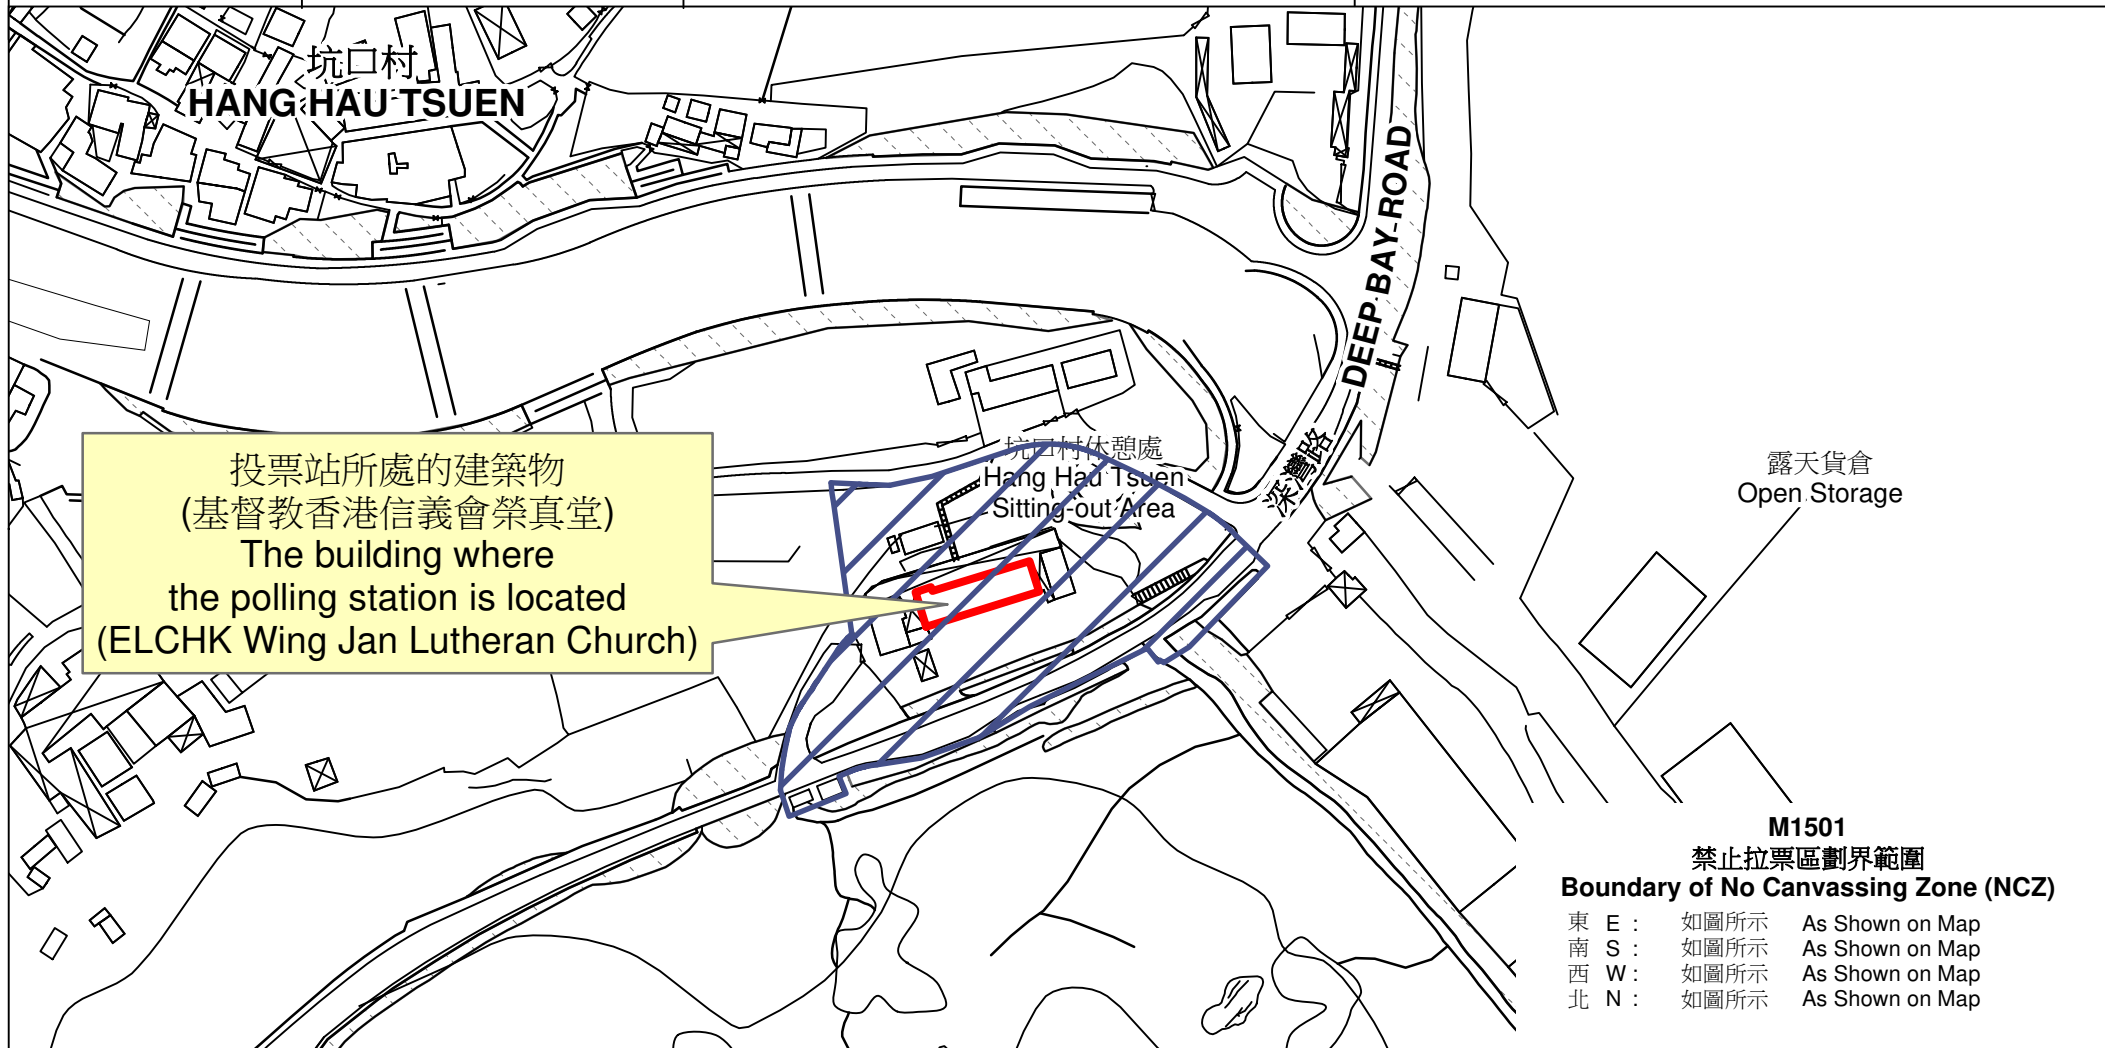 坑口村
HANG HAU TSUEN
DEEP BAY ROAD
深灣路
坑口村休憩處
Hang Hau Tsuen
Sitting-out Area
露天貨倉
Open Storage
投票站所處的建築物
(基督教香港信義會榮真堂)
The building where
the polling station is located
(ELCHK Wing Jan Lutheran Church)
M1501
禁止拉票區劃界範圍
Boundary of No Canvassing Zone (NCZ)
東 E : 如圖所示 As Shown on Map
南 S : 如圖所示 As Shown on Map
西 W : 如圖所示 As Shown on Map
北 N : 如圖所示 As Shown on Map